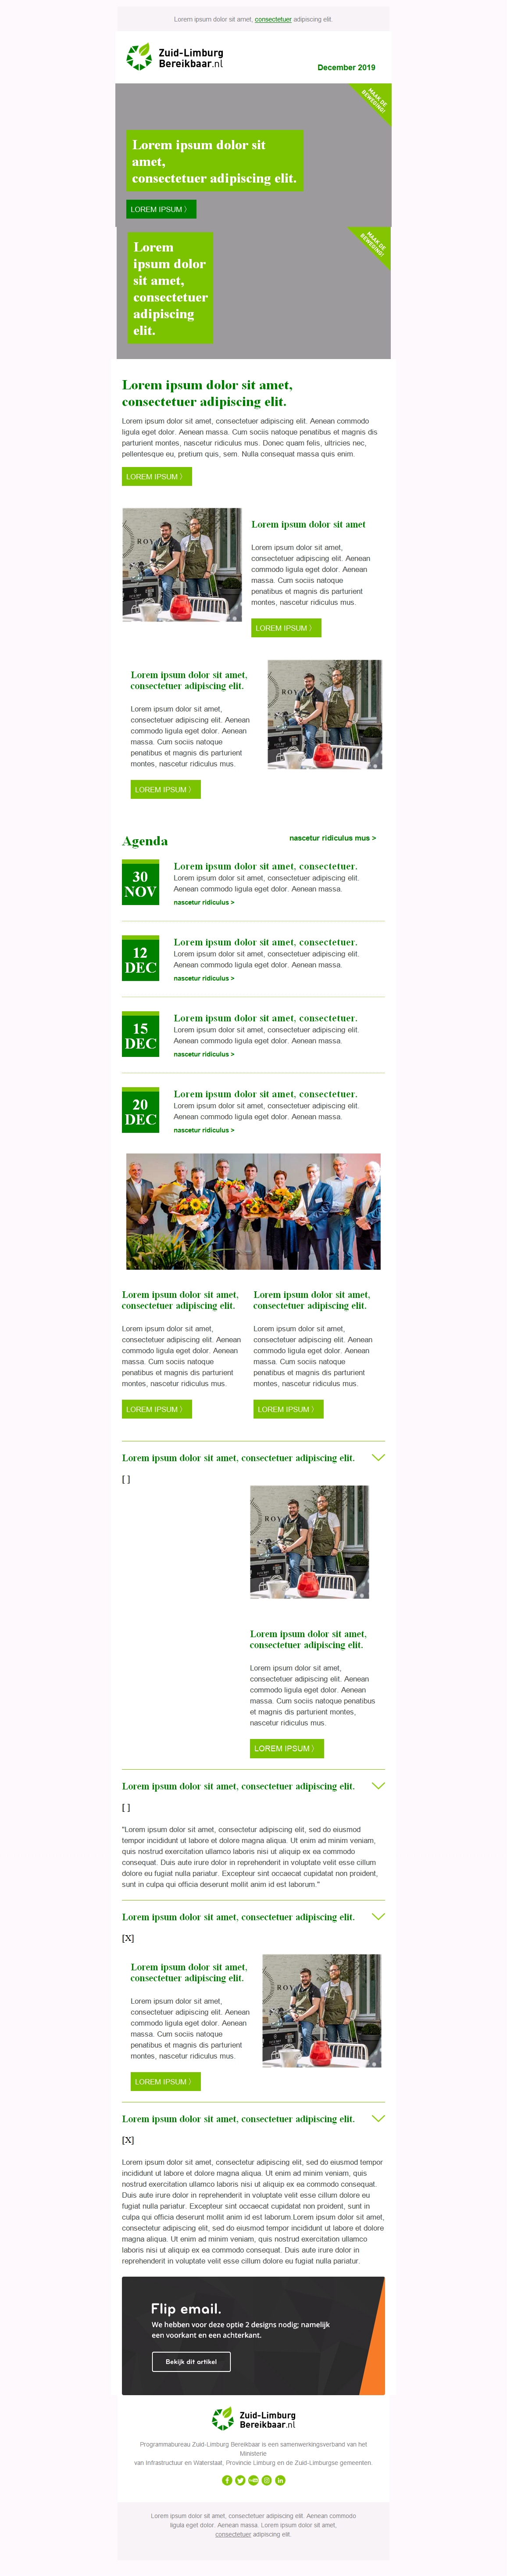 Lorem ipsum dolor sit amet, consectetuer adipiscing elit.
Zuid-Limburg
Bereikbaar.nl
December 2019
MAAK DE
BEWEGING!
Lorem ipsum dolor sit
amet,
consectetuer adipiscing elit.
LOREM IPSUM 〉
MAAK DE
BEWEGING!
Lorem
ipsum dolor
sit amet,
consectetuer
adipiscing
elit.
Lorem ipsum dolor sit amet,
consectetuer adipiscing elit.
Lorem ipsum dolor sit amet, consectetuer adipiscing elit. Aenean commodo
ligula eget dolor. Aenean massa. Cum sociis natoque penatibus et magnis dis
parturient montes, nascetur ridiculus mus. Donec quam felis, ultricies nec,
pellentesque eu, pretium quis, sem. Nulla consequat massa quis enim.
LOREM IPSUM 〉
Lorem ipsum dolor sit amet
Lorem ipsum dolor sit amet,
consectetuer adipiscing elit. Aenean
commodo ligula eget dolor. Aenean
massa. Cum sociis natoque
penatibus et magnis dis parturient
montes, nascetur ridiculus mus.
LOREM IPSUM 〉
Lorem ipsum dolor sit amet,
consectetuer adipiscing elit.
Lorem ipsum dolor sit amet,
consectetuer adipiscing elit. Aenean
commodo ligula eget dolor. Aenean
massa. Cum sociis natoque
penatibus et magnis dis parturient
montes, nascetur ridiculus mus.
LOREM IPSUM 〉
Agenda
nascetur ridiculus mus >
30
NOV
Lorem ipsum dolor sit amet, consectetuer.
Lorem ipsum dolor sit amet, consectetuer adipiscing elit.
Aenean commodo ligula eget dolor. Aenean massa.
nascetur ridiculus >
12
DEC
Lorem ipsum dolor sit amet, consectetuer.
Lorem ipsum dolor sit amet, consectetuer adipiscing elit.
Aenean commodo ligula eget dolor. Aenean massa.
nascetur ridiculus >
15
DEC
Lorem ipsum dolor sit amet, consectetuer.
Lorem ipsum dolor sit amet, consectetuer adipiscing elit.
Aenean commodo ligula eget dolor. Aenean massa.
nascetur ridiculus >
20
DEC
Lorem ipsum dolor sit amet, consectetuer.
Lorem ipsum dolor sit amet, consectetuer adipiscing elit.
Aenean commodo ligula eget dolor. Aenean massa.
nascetur ridiculus >
Lorem ipsum dolor sit amet,
consectetuer adipiscing elit.
Lorem ipsum dolor sit amet,
consectetuer adipiscing elit. Aenean
commodo ligula eget dolor. Aenean
massa. Cum sociis natoque
penatibus et magnis dis parturient
montes, nascetur ridiculus mus.
LOREM IPSUM 〉
Lorem ipsum dolor sit amet,
consectetuer adipiscing elit.
Lorem ipsum dolor sit amet,
consectetuer adipiscing elit. Aenean
commodo ligula eget dolor. Aenean
massa. Cum sociis natoque
penatibus et magnis dis parturient
montes, nascetur ridiculus mus.
LOREM IPSUM 〉
Lorem ipsum dolor sit amet, consectetuer adipiscing elit.
[ ]
Lorem ipsum dolor sit amet,
consectetuer adipiscing elit.
Lorem ipsum dolor sit amet,
consectetuer adipiscing elit. Aenean
commodo ligula eget dolor. Aenean
massa. Cum sociis natoque penatibus
et magnis dis parturient montes,
nascetur ridiculus mus.
LOREM IPSUM 〉
Lorem ipsum dolor sit amet, consectetuer adipiscing elit.
[ ]
"Lorem ipsum dolor sit amet, consectetur adipiscing elit, sed do eiusmod
tempor incididunt ut labore et dolore magna aliqua. Ut enim ad minim veniam,
quis nostrud exercitation ullamco laboris nisi ut aliquip ex ea commodo
consequat. Duis aute irure dolor in reprehenderit in voluptate velit esse cillum
dolore eu fugiat nulla pariatur. Excepteur sint occaecat cupidatat non proident,
sunt in culpa qui officia deserunt mollit anim id est laborum."
Lorem ipsum dolor sit amet, consectetuer adipiscing elit.
[X]
Lorem ipsum dolor sit amet,
consectetuer adipiscing elit.
Lorem ipsum dolor sit amet,
consectetuer adipiscing elit. Aenean
commodo ligula eget dolor. Aenean
massa. Cum sociis natoque
penatibus et magnis dis parturient
montes, nascetur ridiculus mus.
LOREM IPSUM 〉
Lorem ipsum dolor sit amet, consectetuer adipiscing elit.
[X]
Lorem ipsum dolor sit amet, consectetur adipiscing elit, sed do eiusmod tempor
incididunt ut labore et dolore magna aliqua. Ut enim ad minim veniam, quis
nostrud exercitation ullamco laboris nisi ut aliquip ex ea commodo consequat.
Duis aute irure dolor in reprehenderit in voluptate velit esse cillum dolore eu
fugiat nulla pariatur. Excepteur sint occaecat cupidatat non proident, sunt in
culpa qui officia deserunt mollit anim id est laborum.Lorem ipsum dolor sit amet,
consectetur adipiscing elit, sed do eiusmod tempor incididunt ut labore et dolore
magna aliqua. Ut enim ad minim veniam, quis nostrud exercitation ullamco
laboris nisi ut aliquip ex ea commodo consequat. Duis aute irure dolor in
reprehenderit in voluptate velit esse cillum dolore eu fugiat nulla pariatur.
Flip email.
We hebben voor deze optie 2 designs nodig; namelijk
een voorkant en een achterkant.
Bekijk dit artikel
Zuid-Limburg
Bereikbaar.nl
Programmabureau Zuid-Limburg Bereikbaar is een samenwerkingsverband van het
Ministerie
van Infrastructuur en Waterstaat, Provincie Limburg en de Zuid-Limburgse gemeenten.
Lorem ipsum dolor sit amet, consectetuer adipiscing elit. Aenean commodo
ligula eget dolor. Aenean massa. Lorem ipsum dolor sit amet,
consectetuer adipiscing elit.